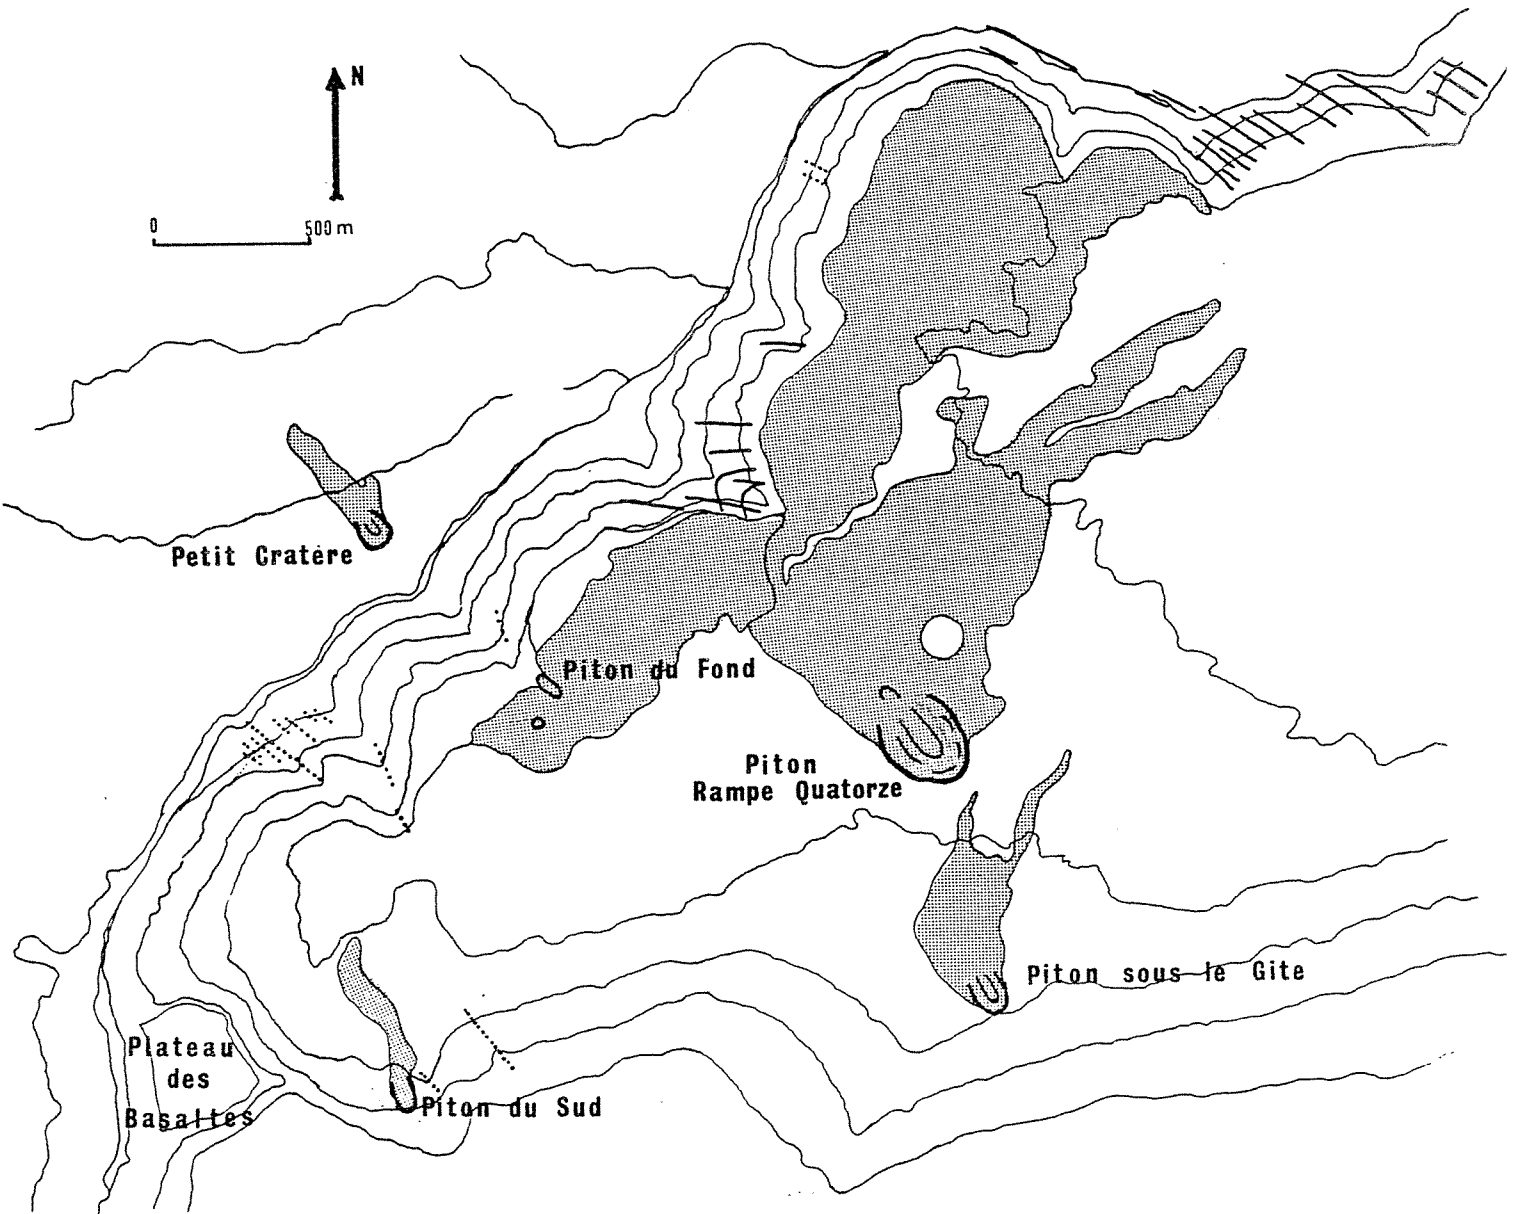 N
0 500 m
Petit Cratère
Piton du Fond
Piton
Rampe Quatorze
Piton sous le Gite
Plateau
des
Basaltes
Piton du Sud